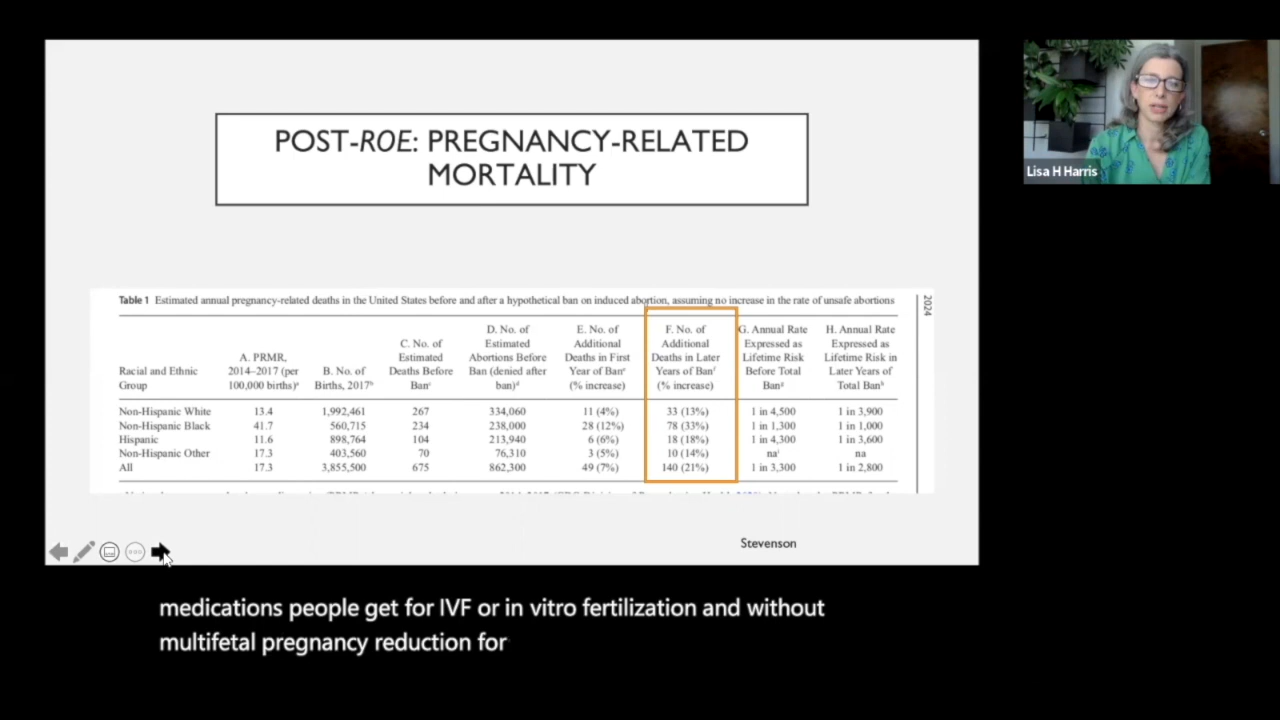 POST-ROE: PREGNANCY-RELATED
MORTALITY
Lisa H Harris
Table 1 Estimated annual pregnancy-related deaths in the United States before and after a hypothetical ban on induced abortion, assuming no increase in the rate of unsafe abortions
2024
Racial and Ethnic
Group
A. PRMR,
2014–2017 (per
100,000 births)ᵃ
B. No. of
Births, 2017ᵇ
C. No. of
Estimated
Deaths Before
Banᶜ
D. No. of
Estimated
Abortions Before
Ban (denied after
ban)ᵈ
E. No. of
Additional
Deaths in First
Year of Banᵉ
(% increase)
F. No. of
Additional
Deaths in Later
Years of Banᶠ
(% increase)
G. Annual Rate
Expressed as
Lifetime Risk
Before Total
Banᵍ
H. Annual Rate
Expressed as
Lifetime Risk in
Later Years of
Total Banʰ
Non-Hispanic White 13.4 1,992,461 267 334,060 11 (4%) 33 (13%) 1 in 4,500 1 in 3,900
Non-Hispanic Black 41.7 560,715 234 238,000 28 (12%) 78 (33%) 1 in 1,300 1 in 1,000
Hispanic 11.6 898,764 104 213,940 6 (6%) 18 (18%) 1 in 4,300 1 in 3,600
Non-Hispanic Other 17.3 403,560 70 76,310 3 (5%) 10 (14%) naⁱ na
All 17.3 3,855,500 675 862,300 49 (7%) 140 (21%) 1 in 3,300 1 in 2,800
Stevenson
medications people get for IVF or in vitro fertilization and without
multifetal pregnancy reduction for